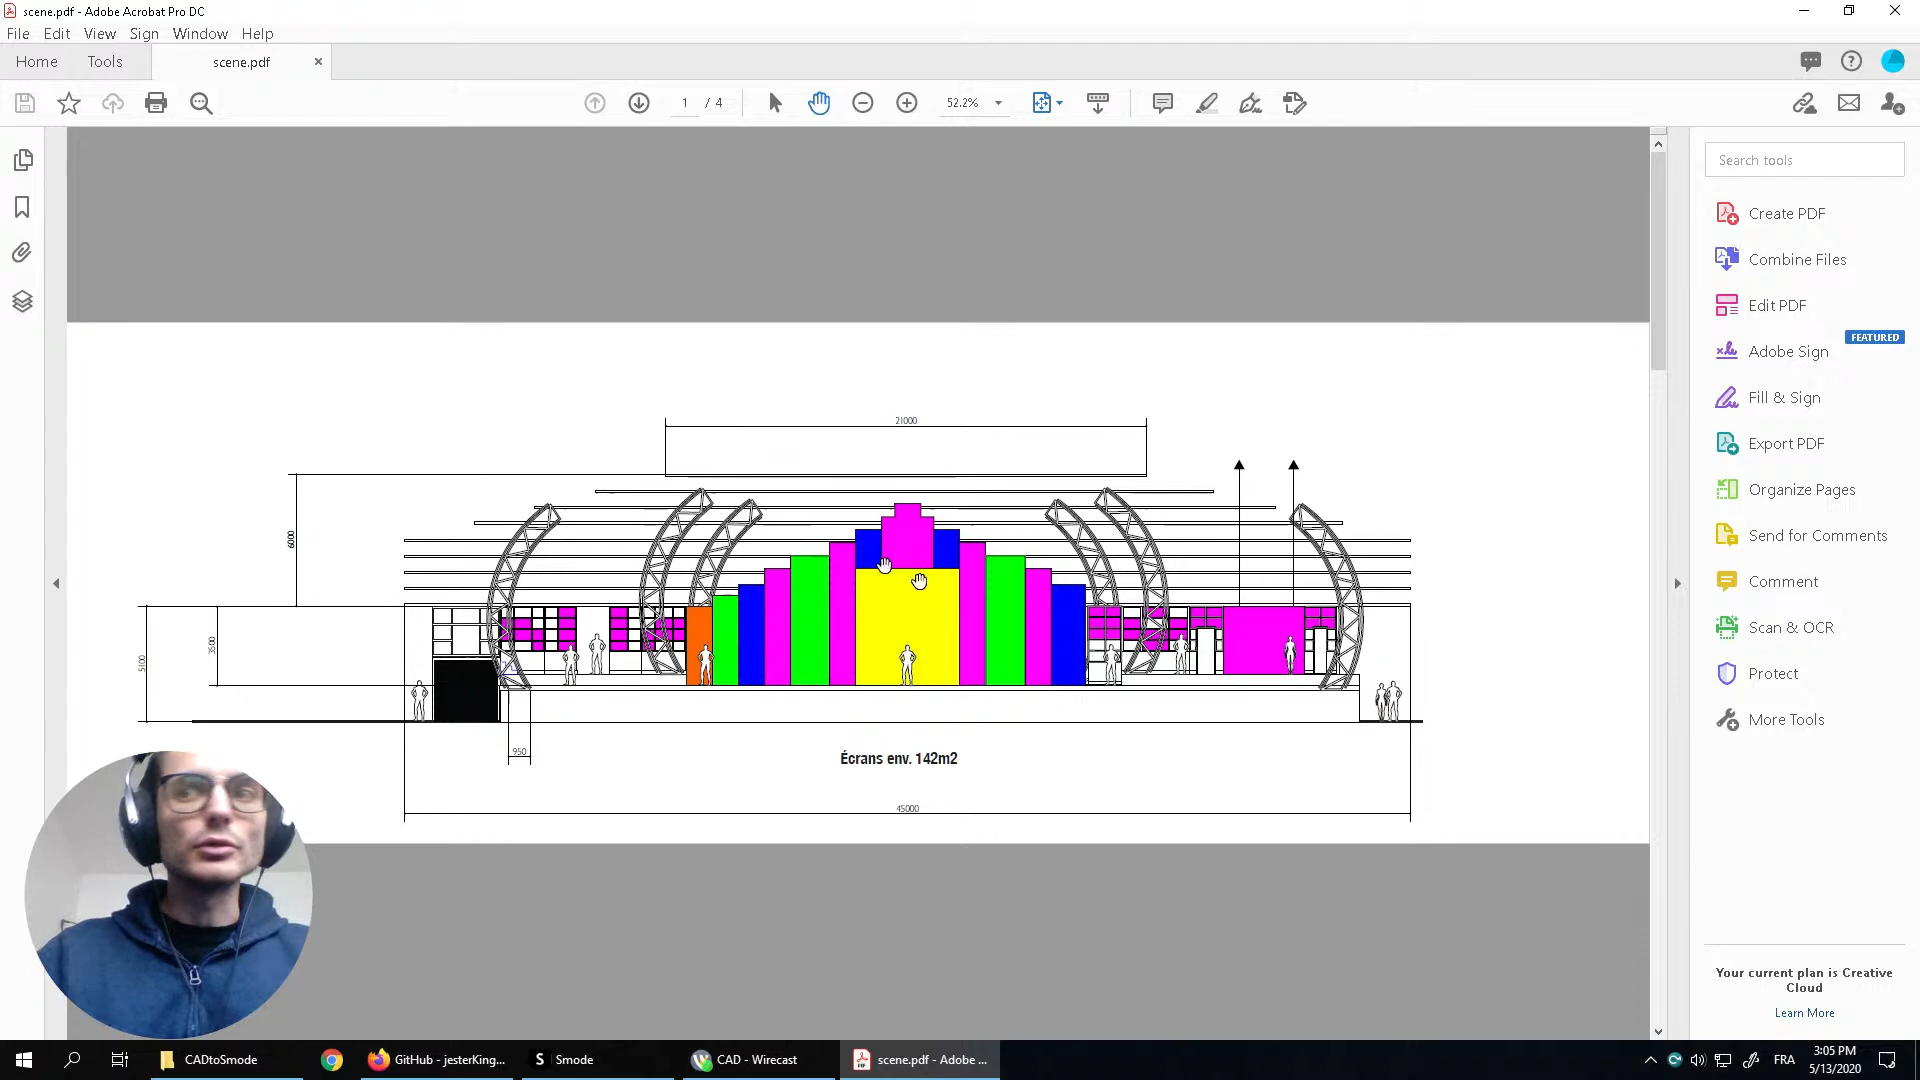 scene.pdf - Adobe Acrobat Pro DC
File Edit View Sign Window Help
Home Tools scene.pdf
1 / 4 52.2%
Search tools
Create PDF
Combine Files
Edit PDF
FEATURED
Adobe Sign
Fill & Sign
Export PDF
Organize Pages
Send for Comments
Comment
Scan & OCR
Protect
More Tools
Your current plan is Creative
Cloud
Learn More
21000
6000
5100
3500
950
Écrans env. 142m2
45000
CADtoSmode GitHub - jesterKing... Smode CAD - Wirecast scene.pdf - Adobe ... FRA 3:05 PM
5/13/2020